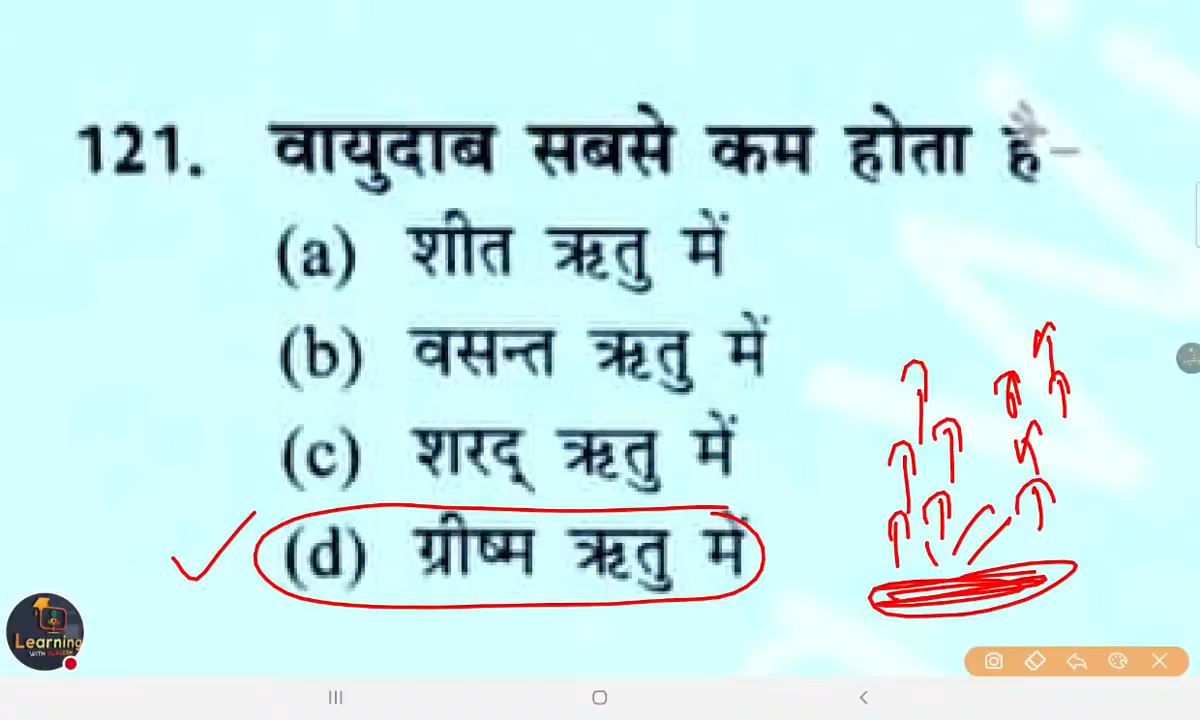 121. वायुदाब सबसे कम होता है–
(a) शीत ऋतु में
(b) वसन्त ऋतु में
(c) शरद् ऋतु में
(d) ग्रीष्म ऋतु में
Learning